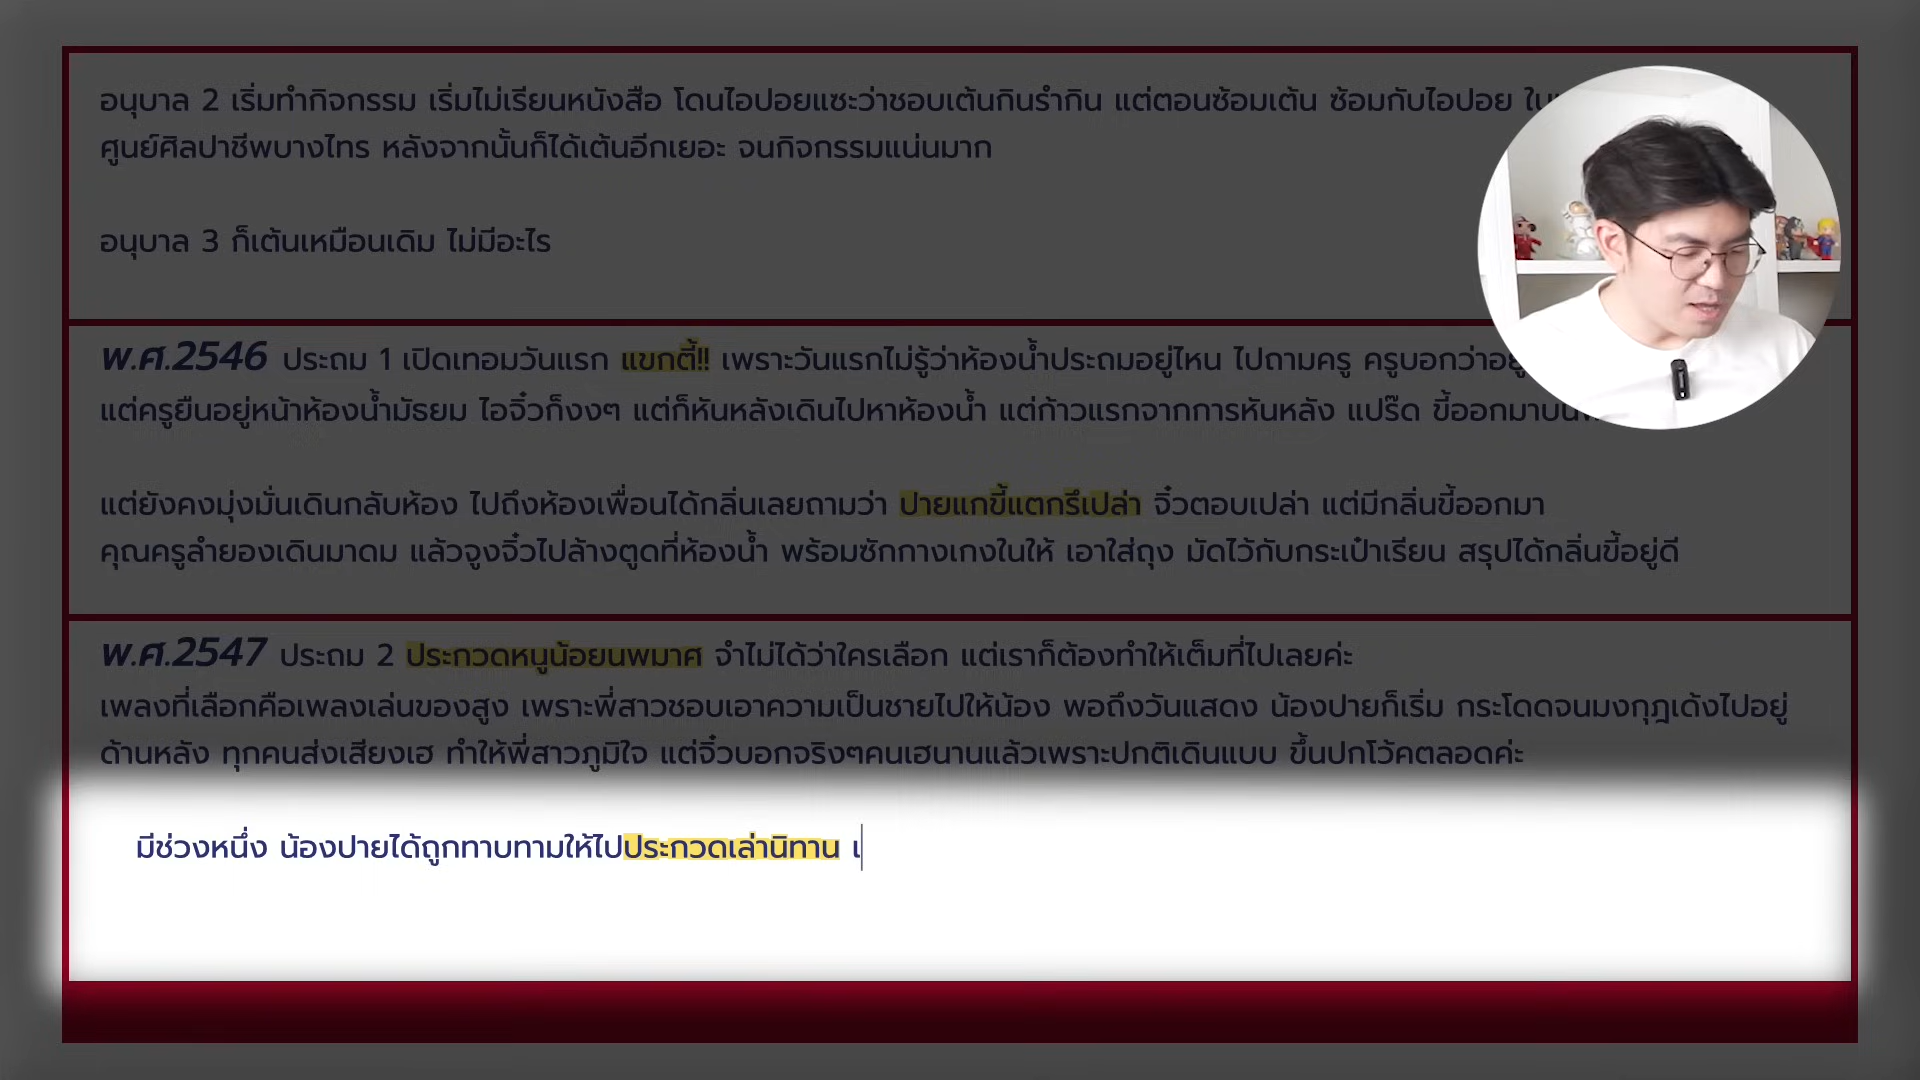 อนุบาล 2 เริ่มทำกิจกรรม เริ่มไม่เรียนหนังสือ โดนไอปอยแซะว่าชอบเต้นกินรำกิน แต่ตอนซ้อมเต้น ซ้อมกับไอปอย
ศูนย์ศิลปาชีพบางไทร หลังจากนั้นก็ได้เต้นอีกเยอะ จนกิจกรรมแน่นมาก
อนุบาล 3 ก็เต้นเหมือนเดิม ไม่มีอะไร
พ.ศ.2546 ประถม 1 เปิดเทอมวันแรก แขกตี้!! เพราะวันแรกไม่รู้ว่าห้องน้ำประถมอยู่ไหน ไปถามครู ครูบอกว่า
แต่ครูยืนอยู่หน้าห้องน้ำมัธยม ไอจิ๋วก็งงๆ แต่ก็หันหลังเดินไปหาห้องน้ำ แต่ก้าวแรกจากการหันหลัง แปร๊ด ขี้ออกมา
แต่ยังคงมุ่งมั่นเดินกลับห้อง ไปถึงห้องเพื่อนได้กลิ่นเลยถามว่า ปายแกขี้แตกรึเปล่า จิ๋วตอบเปล่า แต่มีกลิ่นขี้ออกมา
คุณครูลำยองเดินมาดม แล้วจูงจิ๋วไปล้างตูดที่ห้องน้ำ พร้อมซักกางเกงในให้ เอาใส่ถุง มัดไว้กับกระเป๋าเรียน สรุปได้กลิ่นขี้อยู่ดี
พ.ศ.2547 ประถม 2 ประกวดหนูน้อยนพมาศ จำไม่ได้ว่าใครเลือก แต่เราก็ต้องทำให้เต็มที่ไปเลยค่ะ
เพลงที่เลือกคือเพลงเล่นของสูง เพราะพี่สาวชอบเอาความเป็นชายไปให้น้อง พอถึงวันแสดง น้องปายก็เริ่ม กระโดดจนมงกุฎเด้งไปอยู่
ด้านหลัง ทุกคนส่งเสียงเฮ ทำให้พี่สาวภูมิใจ แต่จิ๋วบอกจริงๆคนเฮนานแล้วเพราะปกติเดินแบบ ขึ้นปกโว้คตลอดค่ะ
มีช่วงหนึ่ง น้องปายได้ถูกทาบทามให้ไปประกวดเล่านิทาน เ